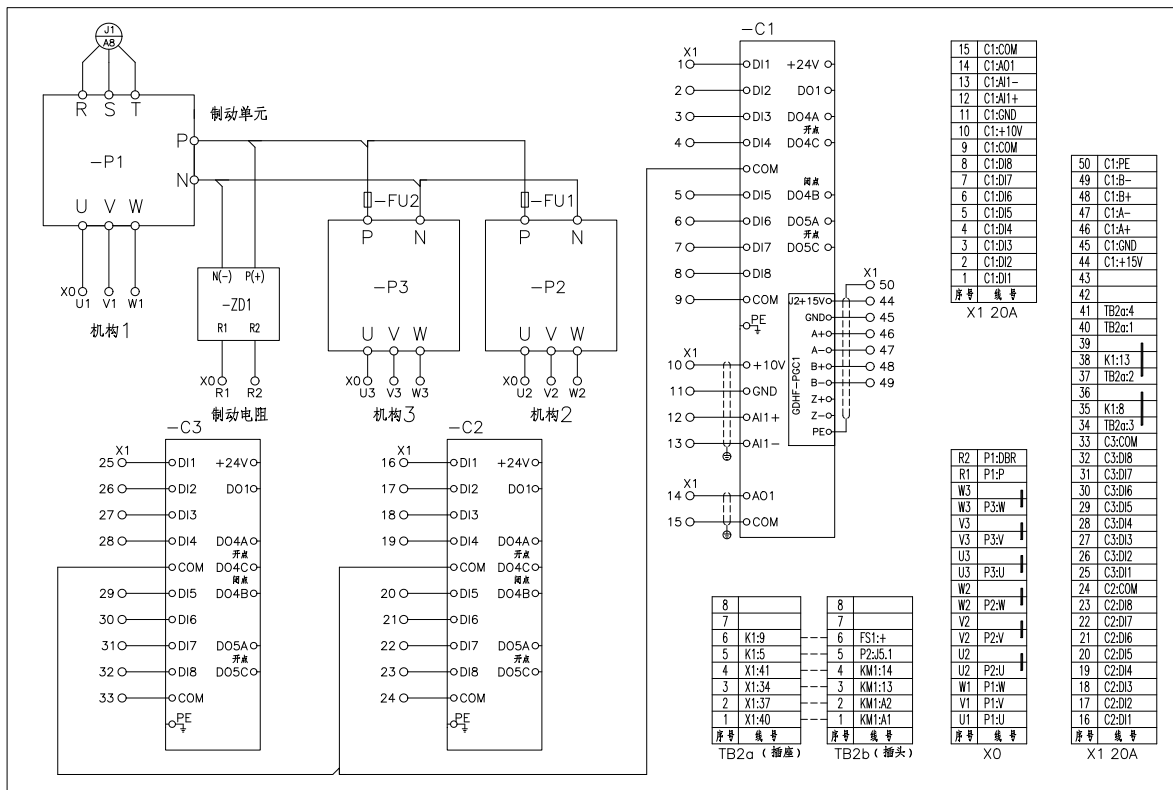 J1
A8
R S T
制动单元
P
-P1
N
U V W
X0 U1 V1 W1
机构1
N(-) P(+)
-ZD1
R1 R2
X0 R1 R2
制动电阻
-FU2
P N
-P3
U V W
X0 U3 V3 W3
机构3
-FU1
P N
-P2
U V W
X0 U2 V2 W2
机构2
-C1
X1
1 DI1 +24V
2 DI2 DO1
3 DI3 DO4A
开点
4 DI4 DO4C
COM
闭点
5 DI5 DO4B
6 DI6 DO5A
开点
7 DI7 DO5C
8 DI8
9 COM
PE
X1
10 +10V
11 GND
12 AI1+
13 AI1-
X1
14 AO1
15 COM
GDHF-PGC1
X1
50
J2+15V 44
GND 45
A+ 46
A- 47
B+ 48
B- 49
Z+
Z-
PE
-C3
X1
25 DI1 +24V
26 DI2 DO1
27 DI3
28 DI4 DO4A
开点
COM DO4C
闭点
29 DI5 DO4B
30 DI6
31 DI7 DO5A
开点
32 DI8 DO5C
33 COM
PE
-C2
X1
16 DI1 +24V
17 DI2 DO1
18 DI3
19 DI4 DO4A
开点
COM DO4C
闭点
20 DI5 DO4B
21 DI6
22 DI7 DO5A
开点
23 DI8 DO5C
24 COM
PE
8
7
6 K1:9
5 K1:5
4 X1:41
3 X1:34
2 X1:37
1 X1:40
序号 线号
TB2a (插座)
8
7
6 FS1:+
5 P2:J5.1
4 KM1:14
3 KM1:13
2 KM1:A2
1 KM1:A1
序号 线号
TB2b (插头)
15 C1:COM
14 C1:AO1
13 C1:AI1-
12 C1:AI1+
11 C1:GND
10 C1:+10V
9 C1:COM
8 C1:DI8
7 C1:DI7
6 C1:DI6
5 C1:DI5
4 C1:DI4
3 C1:DI3
2 C1:DI2
1 C1:DI1
序号 线号
X1 20A
R2 P1:DBR
R1 P1:P
W3
W3 P3:W
V3
V3 P3:V
U3
U3 P3:U
W2
W2 P2:W
V2
V2 P2:V
U2
U2 P2:U
W1 P1:W
V1 P1:V
U1 P1:U
序号 线号
X0
50 C1:PE
49 C1:B-
48 C1:B+
47 C1:A-
46 C1:A+
45 C1:GND
44 C1:+15V
43
42
41 TB2a:4
40 TB2a:1
39
38 K1:13
37 TB2a:2
36
35 K1:8
34 TB2a:3
33 C3:COM
32 C3:DI8
31 C3:DI7
30 C3:DI6
29 C3:DI5
28 C3:DI4
27 C3:DI3
26 C3:DI2
25 C3:DI1
24 C2:COM
23 C2:DI8
22 C2:DI7
21 C2:DI6
20 C2:DI5
19 C2:DI4
18 C2:DI3
17 C2:DI2
16 C2:DI1
序号 线号
X1 20A